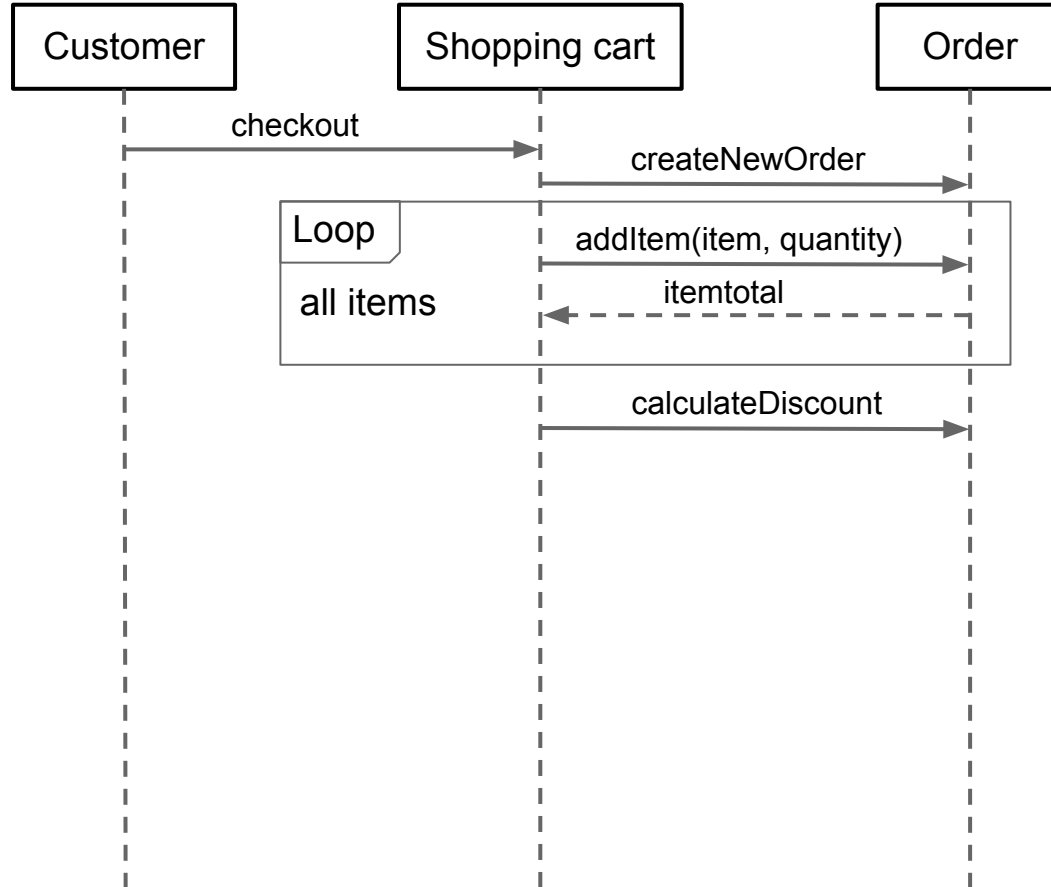 Customer
Shopping cart
Order
checkout
createNewOrder
Loop
addItem(item, quantity)
all items
itemtotal
calculateDiscount